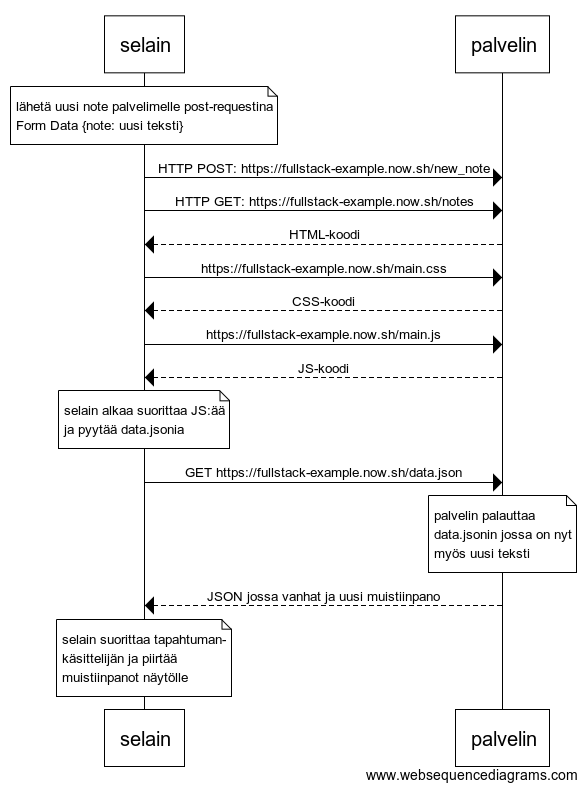 selain
palvelin
lähetä uusi note palvelimelle post-requestina
Form Data {note: uusi teksti}
HTTP POST: https://fullstack-example.now.sh/new_note
HTTP GET: https://fullstack-example.now.sh/notes
HTML-koodi
https://fullstack-example.now.sh/main.css
CSS-koodi
https://fullstack-example.now.sh/main.js
JS-koodi
selain alkaa suorittaa JS:ää
ja pyytää data.jsonia
GET https://fullstack-example.now.sh/data.json
palvelin palauttaa
data.jsonin jossa on nyt
myös uusi teksti
JSON jossa vanhat ja uusi muistiinpano
selain suorittaa tapahtuman-
käsittelijän ja piirtää
muistiinpanot näytölle
selain
palvelin
www.websequencediagrams.com